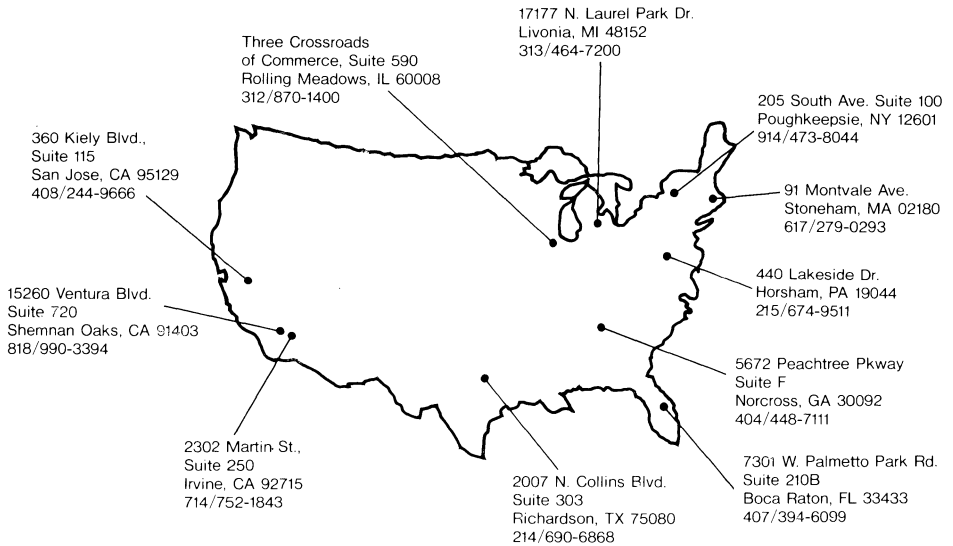 17177 N. Laurel Park Dr.
Livonia, MI 48152
313/464-7200
Three Crossroads
of Commerce, Suite 590
Rolling Meadows, IL 60008
312/870-1400
205 South Ave. Suite 100
Poughkeepsie, NY 12601
914/473-8044
360 Kiely Blvd.,
Suite 115
San Jose, CA 95129
408/244-9666
91 Montvale Ave.
Stoneham, MA 02180
617/279-0293
440 Lakeside Dr.
Horsham, PA 19044
215/674-9511
15260 Ventura Blvd.
Suite 720
Shemnan Oaks, CA 91403
818/990-3394
5672 Peachtree Pkway
Suite F
Norcross, GA 30092
404/448-7111
2302 Martin St.,
Suite 250
Irvine, CA 92715
714/752-1843
2007 N. Collins Blvd.
Suite 303
Richardson, TX 75080
214/690-6868
7301 W. Palmetto Park Rd.
Suite 210B
Boca Raton, FL 33433
407/394-6099